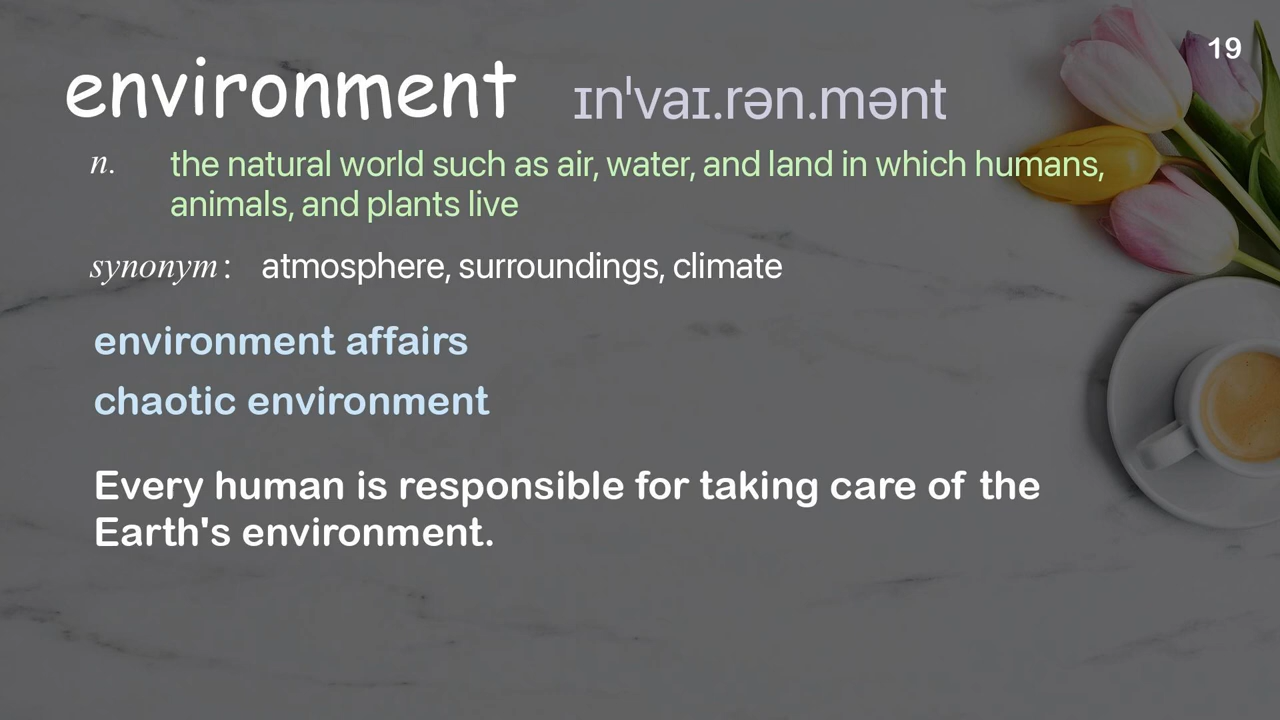 19
environment ɪnˈvaɪ.rən.mənt
n. the natural world such as air, water, and land in which humans,
animals, and plants live
synonym: atmosphere, surroundings, climate
environment affairs
chaotic environment
Every human is responsible for taking care of the
Earth's environment.